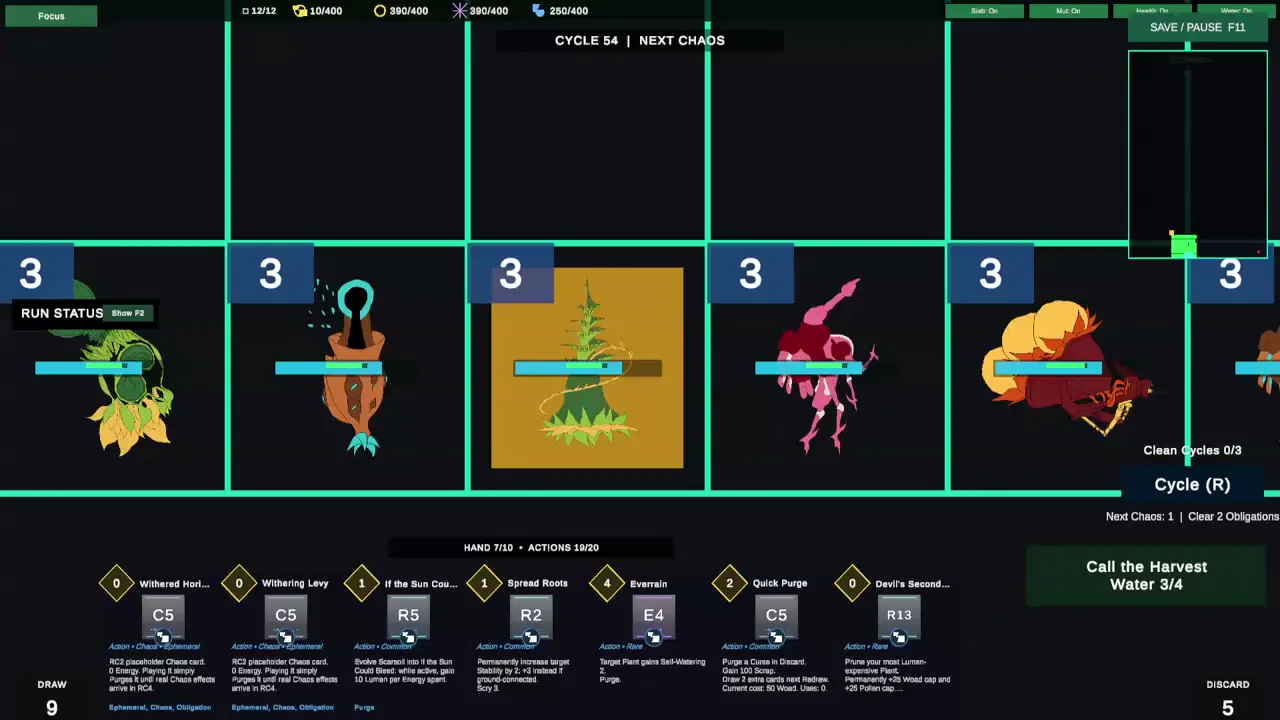 Focus
12/12
10/400
390/400
390/400
250/400
Stab: On
Mut: On
Health: On
Water: On
SAVE / PAUSE F11
CYCLE 54 | NEXT CHAOS
3
3
3
3
3
3
RUN STATUS
Show F2
Clean Cycles 0/3
Cycle (R)
Next Chaos: 1 | Clear 2 Obligations
Call the Harvest
Water 3/4
HAND 7/10 • ACTIONS 19/20
0
Withered Hori...
C5
Action • Chaos • Ephemeral
RC2 placeholder Chaos card.
0 Energy. Playing it simply
Purges it until real Chaos effects
arrive in RC4.
Ephemeral, Chaos, Obligation
0
Withering Levy
C5
Action • Chaos • Ephemeral
RC2 placeholder Chaos card.
0 Energy. Playing it simply
Purges it until real Chaos effects
arrive in RC4.
Ephemeral, Chaos, Obligation
1
If the Sun Cou...
R5
Action • Common
Evolve Scarsoil into If the Sun
Could Bleed: while active, gain
10 Lumen per Energy spent.
Purge
1
Spread Roots
R2
Action • Common
Permanently increase target
Stability by 2; +3 instead if
ground-connected.
Scry 3.
4
Everrain
E4
Action • Rare
Target Plant gains Self-Watering
2.
Purge.
2
Quick Purge
C5
Action • Common
Purge a Curse in Discard.
Gain 100 Scrap.
Draw 2 extra cards next Redraw.
Current cost: 50 Woad. Uses: 0.
0
Devil's Second...
R13
Action • Rare
Prune your most Lumen-
expensive Plant.
Permanently +25 Woad cap and
+25 Pollen cap....
DRAW
9
DISCARD
5